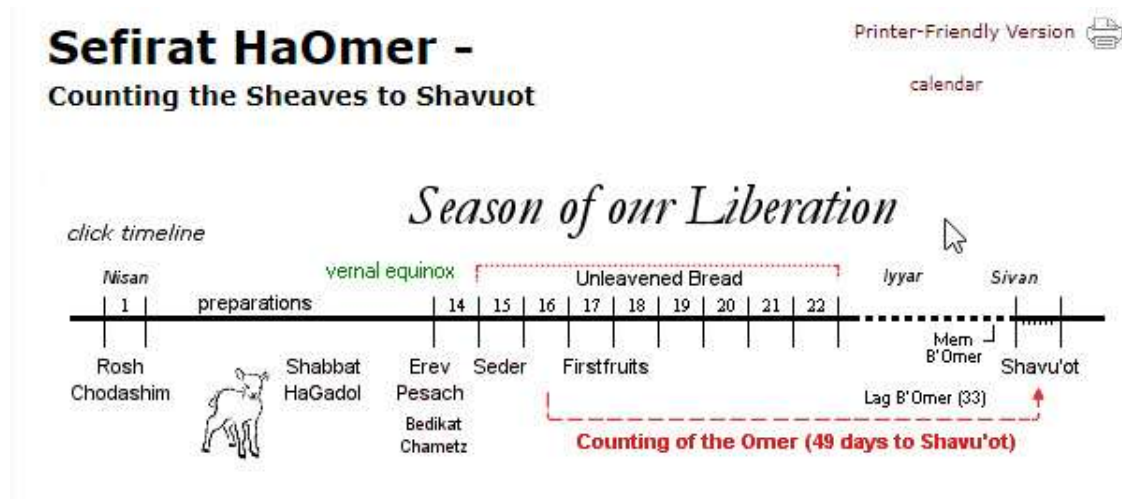 Sefirat HaOmer -
Printer-Friendly Version
Counting the Sheaves to Shavuot
calendar
Season of our Liberation
click timeline
Nisan
vernal equinox
Unleavened Bread
Iyyar
Sivan
1
preparations
14 15 16 17 18 19 20 21 22
Mem
B'Omer
Rosh
Chodashim
Shabbat
HaGadol
Erev
Pesach
Seder
Firstfruits
Shavu'ot
Bedikat
Chametz
Lag B'Omer (33)
Counting of the Omer (49 days to Shavu'ot)